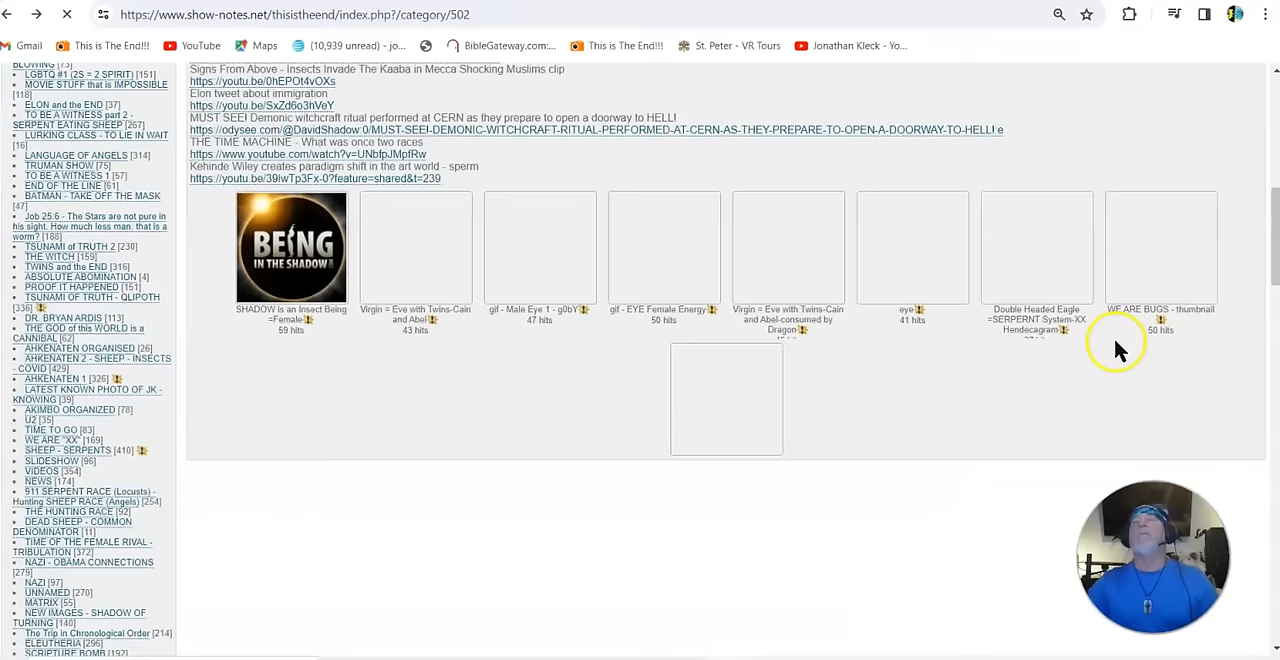 https://www.show-notes.net/thisistheend/index.php?/category/502
Gmail
This is The End!!!
YouTube
Maps
(10,939 unread) - jo...
BibleGateway.com:...
This is The End!!!
St. Peter - VR Tours
Jonathan Kleck - Yo...
BLOWING [73]
LGBTQ #1 (2S = 2 SPIRIT) [151]
MOVIE STUFF that is IMPOSSIBLE
[118]
ELON and the END [37]
TO BE A WITNESS part 2 -
SERPENT EATING SHEEP [267]
LURKING CLASS - TO LIE IN WAIT
[16]
LANGUAGE of ANGELS [314]
TRUMAN SHOW [75]
TO BE A WITNESS 1 [57]
END OF THE LINE [61]
BATMAN - TAKE OFF THE MASK
[47]
Job 25:6 - The Stars are not pure in
his sight. How much less man, that is a
worm? [188]
TSUNAMI of TRUTH 2 [230]
THE WITCH [159]
TWINS and the END [316]
ABSOLUTE ABOMINATION [4]
PROOF IT HAPPENED [151]
TSUNAMI OF TRUTH - QLIPOTH
[336]
DR. BRYAN ARDIS [113]
THE GOD of this WORLD is a
CANNIBAL [62]
AHKENATEN ORGANISED [26]
AHKENATEN 2 - SHEEP - INSECTS
- COVID [429]
AHKENATEN 1 [326]
LATEST KNOWN PHOTO OF JK -
KNOWING [39]
AKIMBO ORGANIZED [78]
U2 [35]
TIME TO GO [83]
WE ARE "XX" [169]
SHEEP - SERPENTS [410]
SLIDESHOW [96]
VIDEOS [354]
NEWS [174]
911 SERPENT RACE (Locusts) -
Hunting SHEEP RACE (Angels) [254]
THE HUNTING RACE [92]
DEAD SHEEP - COMMON
DENOMINATOR [11]
TIME OF THE FEMALE RIVAL -
TRIBULATION [372]
NAZI - OBAMA CONNECTIONS
[279]
NAZI [97]
UNNAMED [270]
MATRIX [55]
NEW IMAGES - SHADOW OF
TURNING [140]
The Trip in Chronological Order [214]
ELEUTHERIA [296]
SCRIPTURE BOMB [192]
Signs From Above - Insects Invade The Kaaba in Mecca Shocking Muslims clip
https://youtu.be/0hEPOt4vOXs
Elon tweet about immigration
https://youtu.be/SxZd6o3hVeY
MUST SEE! Demonic witchcraft ritual performed at CERN as they prepare to open a doorway to HELL!
https://odysee.com/@DavidShadow:0/MUST-SEE!-DEMONIC-WITCHCRAFT-RITUAL-PERFORMED-AT-CERN-AS-THEY-PREPARE-TO-OPEN-A-DOORWAY-TO-HELL!:e
THE TIME MACHINE - What was once two races
https://www.youtube.com/watch?v=UNbfpJMpfRw
Kehinde Wiley creates paradigm shift in the art world - sperm
https://youtu.be/39lwTp3Fx-0?feature=shared&t=239
BEING
IN THE SHADOW
SHADOW is an Insect Being
=Female
59 hits
Virgin = Eve with Twins-Cain
and Abel
43 hits
gif - Male Eye 1 - g0bY
47 hits
gif - EYE Female Energy
50 hits
Virgin = Eve with Twins-Cain
and Abel-consumed by
Dragon
eye
41 hits
Double Headed Eagle
=SERPERNT System-XX
Hendecagram
WE ARE BUGS - thumbnail
50 hits